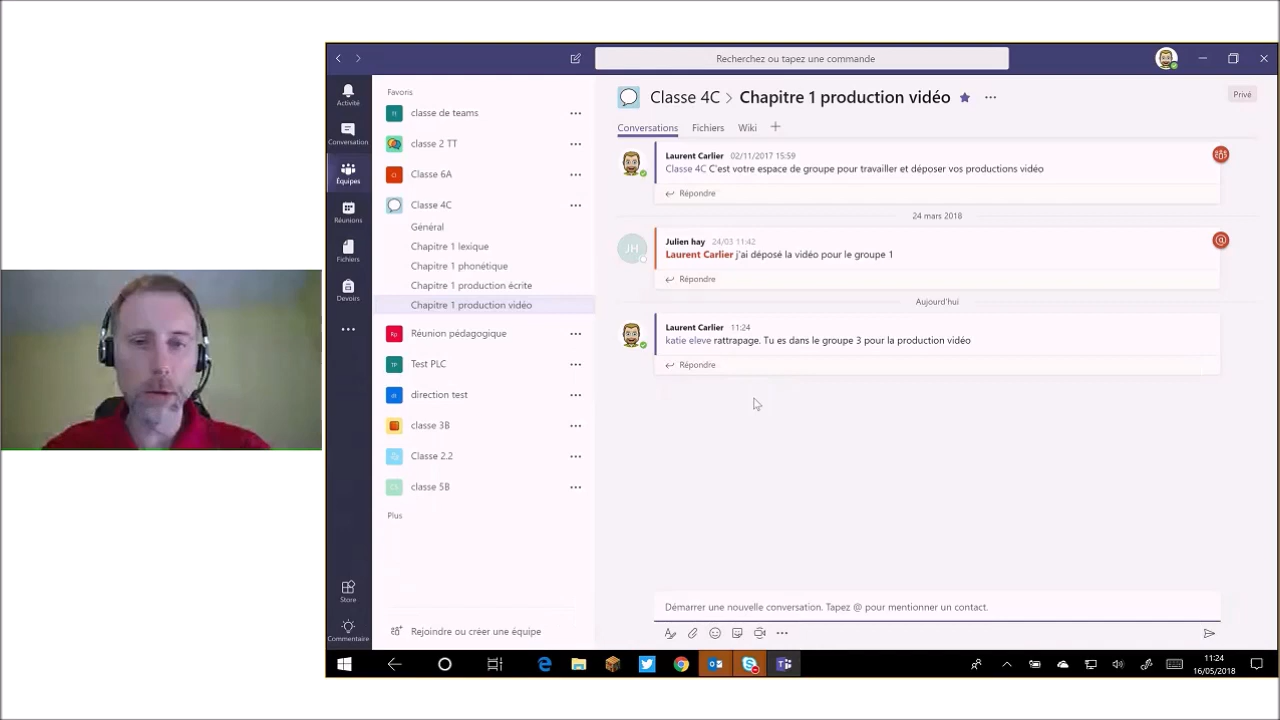 Recherchez ou tapez une commande
Activité
Conversation
Équipes
Réunions
Fichiers
Devoirs
Store
Commentaire
Favoris
classe de teams
classe 2 TT
Classe 6A
Classe 4C
Général
Chapitre 1 lexique
Chapitre 1 phonétique
Chapitre 1 production écrite
Chapitre 1 production vidéo
Réunion pédagogique
Test PLC
direction test
classe 3B
Classe 2.2
classe 5B
Plus
Rejoindre ou créer une équipe
Classe 4C > Chapitre 1 production vidéo
Privé
Conversations Fichiers Wiki
Laurent Carlier 02/11/2017 15:59
Classe 4C C'est votre espace de groupe pour travailler et déposer vos productions vidéo
Répondre
24 mars 2018
JH
Julien hay 24/03 11:42
Laurent Carlier j'ai déposé la vidéo pour le groupe 1
Répondre
Aujourd'hui
Laurent Carlier 11:24
katie eleve rattrapage. Tu es dans le groupe 3 pour la production vidéo
Répondre
Démarrer une nouvelle conversation. Tapez @ pour mentionner un contact.
11:24
16/05/2018